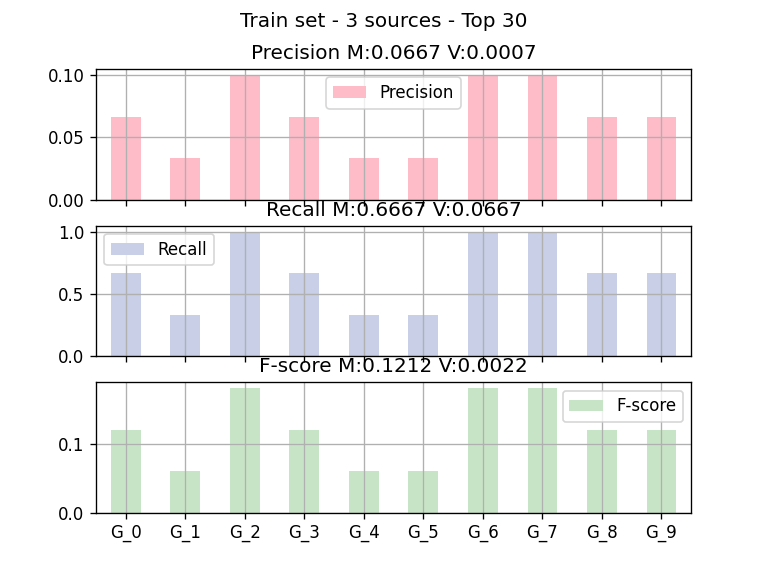 Train set - 3 sources - Top 30
Precision M:0.0667 V:0.0007
0.10
Precision
0.05
0.00
Recall M:0.6667 V:0.0667
1.0
Recall
0.5
0.0
F-score M:0.1212 V:0.0022
F-score
0.1
0.0
G_0 G_1 G_2 G_3 G_4 G_5 G_6 G_7 G_8 G_9